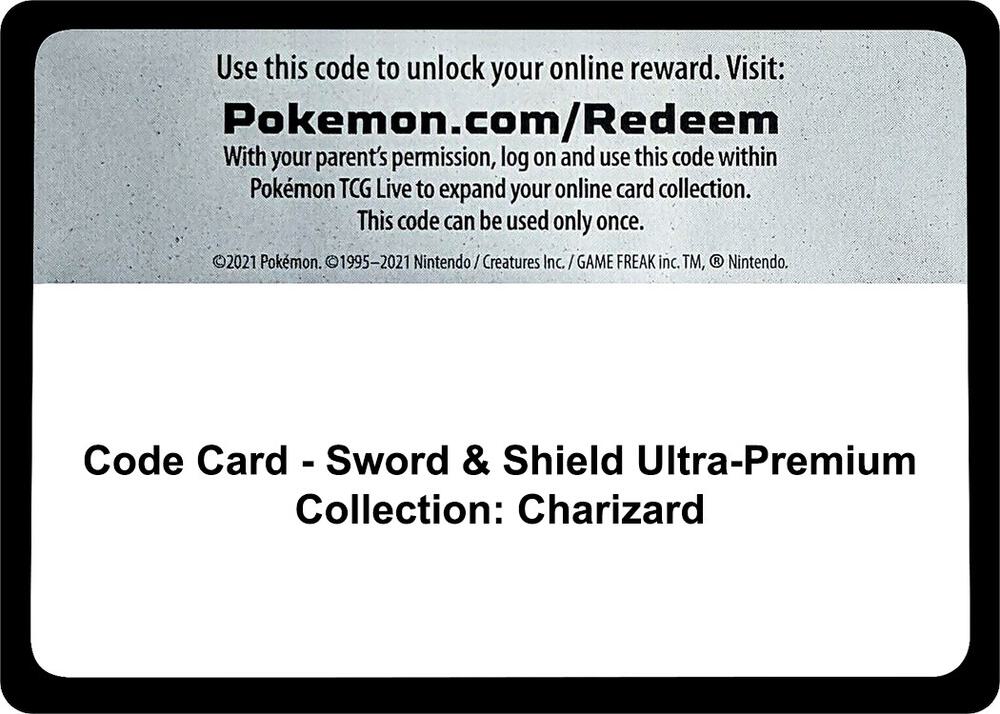 Use this code to unlock your online reward. Visit:
Pokemon.com/Redeem
With your parent's permission, log on and use this code within
Pokémon TCG Live to expand your online card collection.
This code can be used only once.
©2021 Pokémon. ©1995–2021 Nintendo / Creatures Inc. / GAME FREAK inc. TM, ® Nintendo.
Code Card - Sword & Shield Ultra-Premium
Collection: Charizard